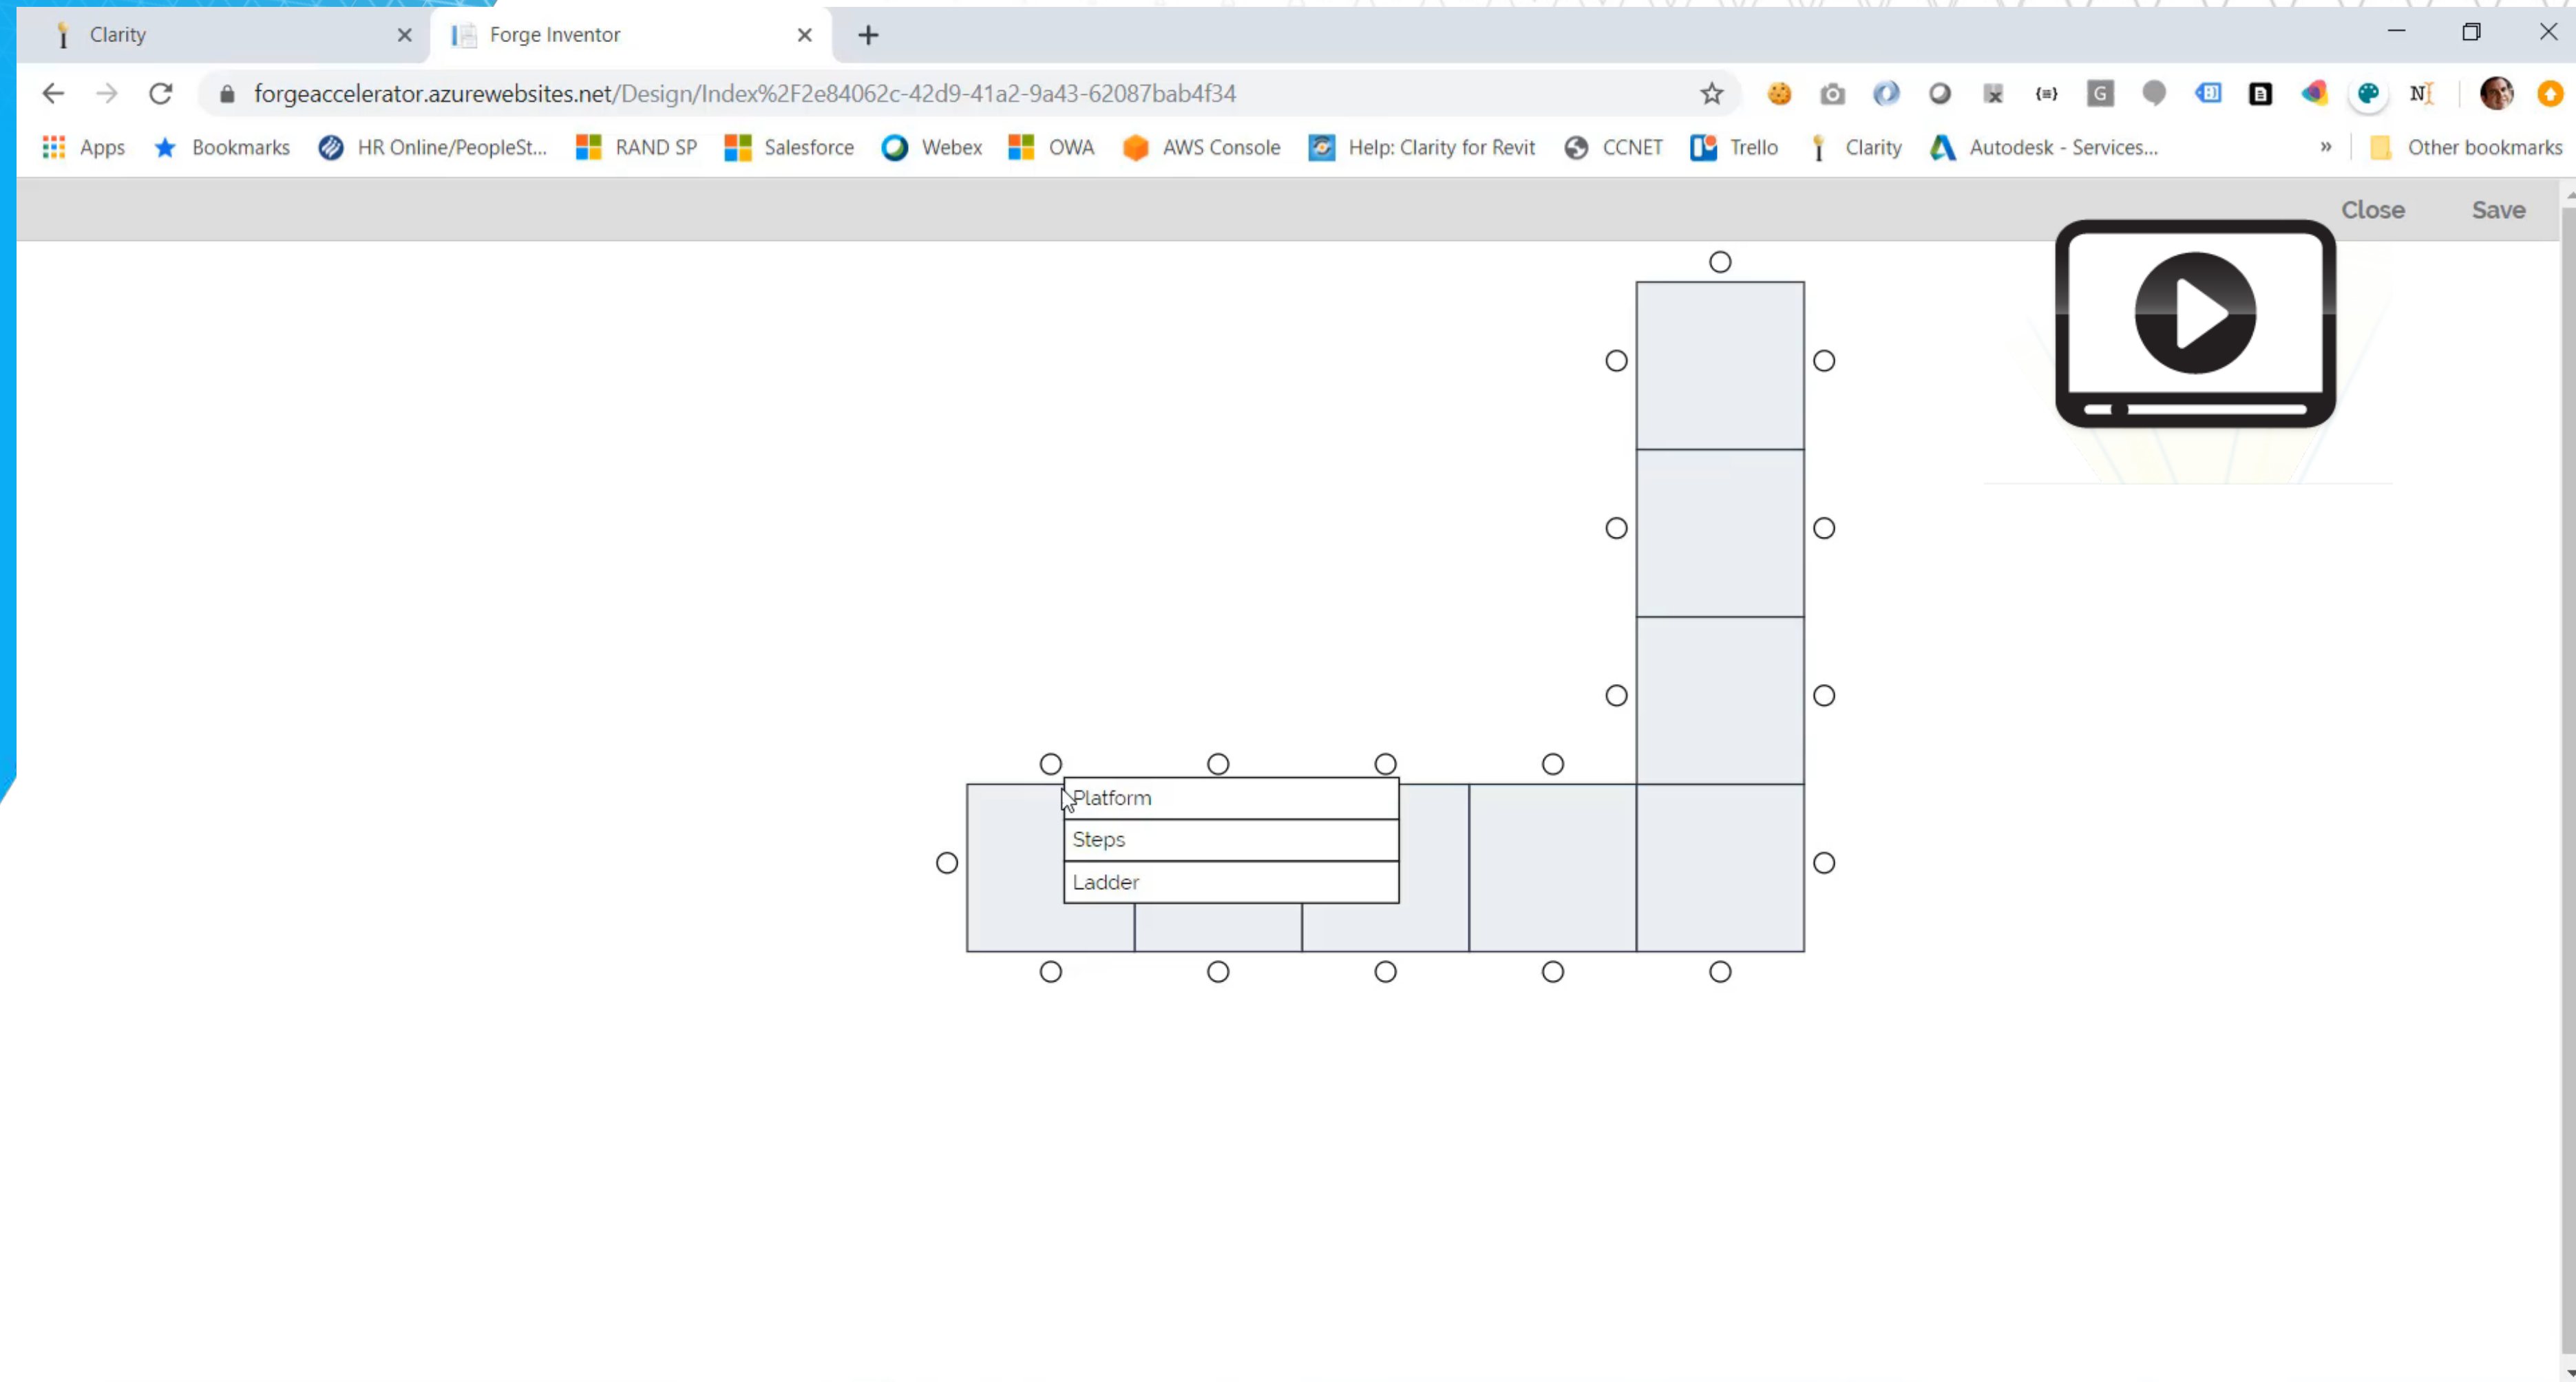 Clarity
Forge Inventor
forgeaccelerator.azurewebsites.net/Design/Index%2F2e84062c-42d9-41a2-9a43-62087bab4f34
Apps Bookmarks HR Online/PeopleSt... RAND SP Salesforce Webex OWA AWS Console Help: Clarity for Revit CCNET Trello Clarity Autodesk - Services... » Other bookmarks
Close Save
Platform
Steps
Ladder